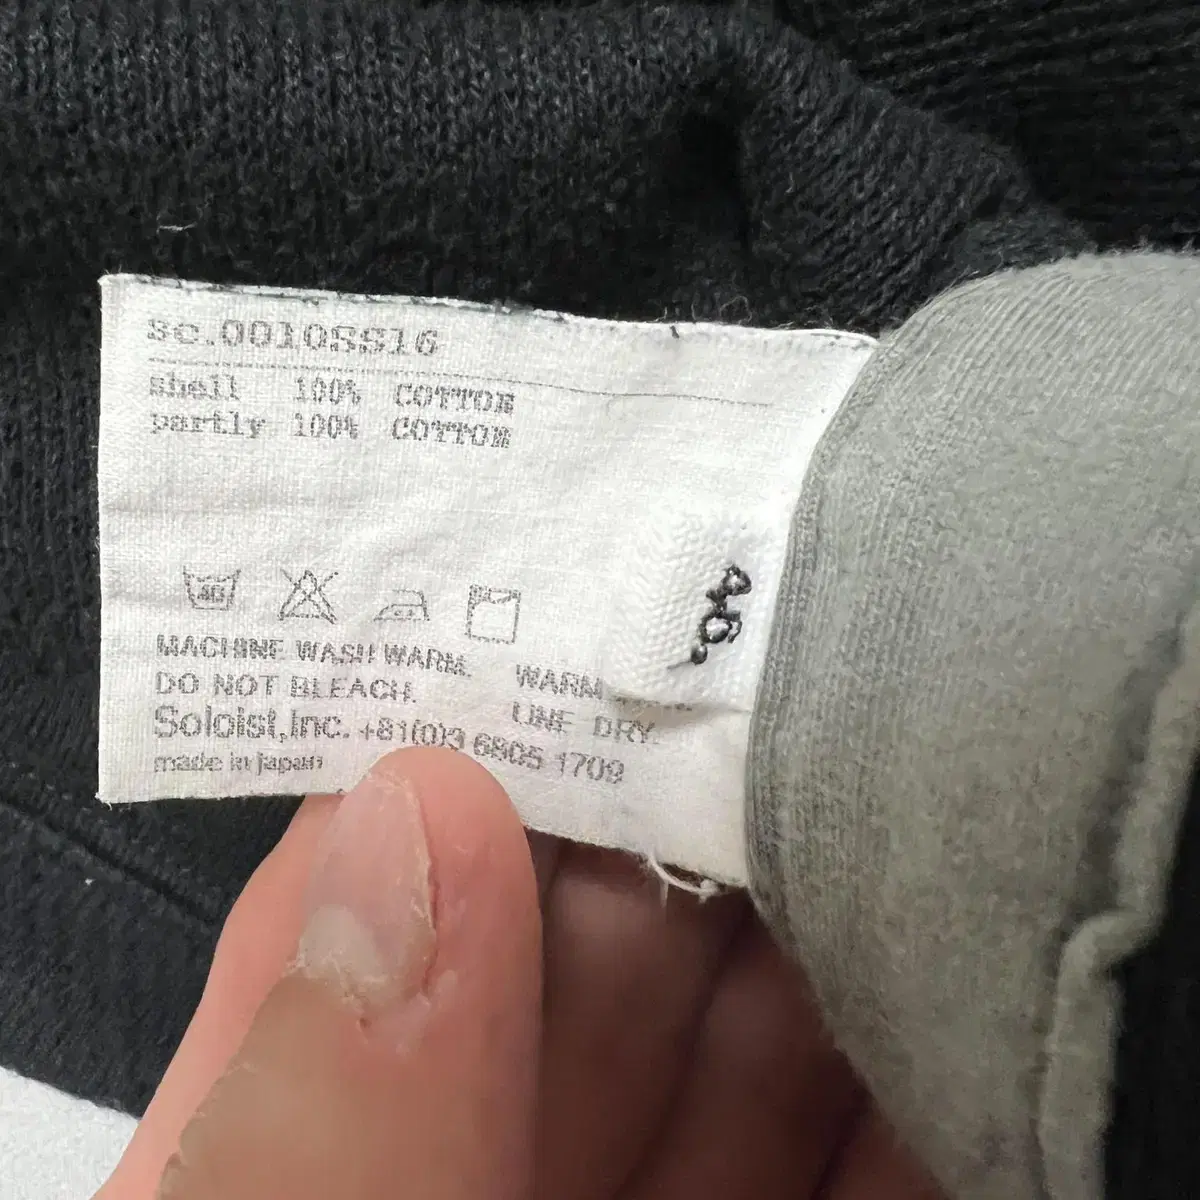 sc.0010SS16
shell 100% COTTON
partly 100% COTTON
40
MACHINE WASH WARM. WARM
DO NOT BLEACH. LINE DRY.
Soloist,Inc. +81(0)3 6805 1709
made in japan